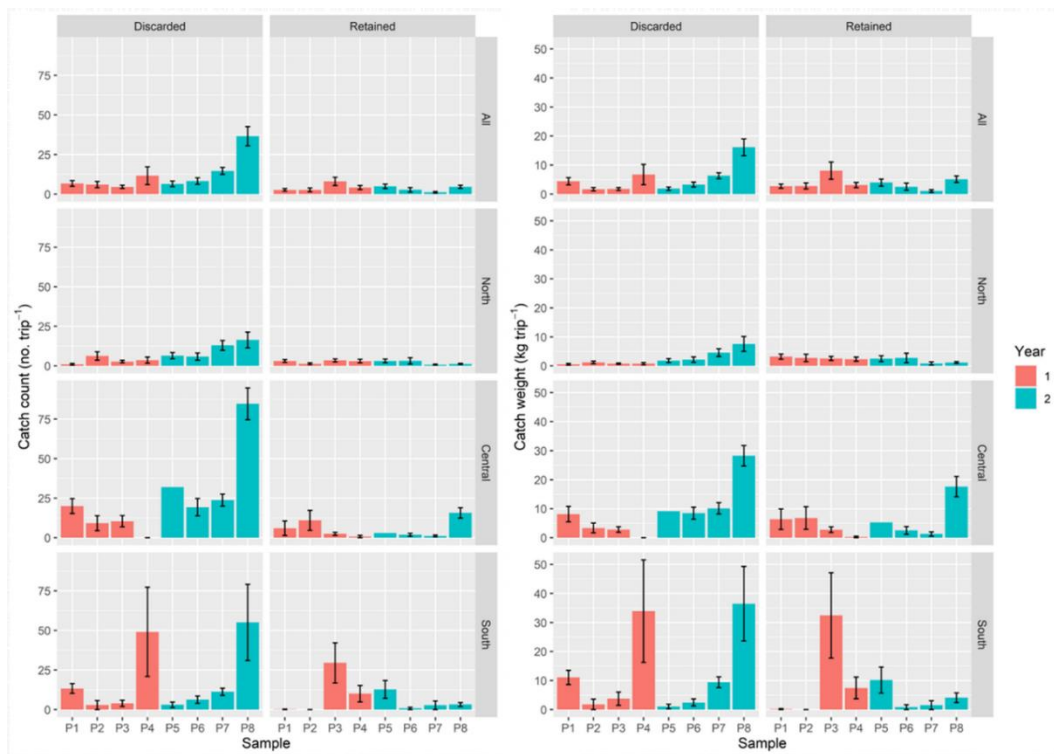 Discarded Retained
75
50
25
0
All
75
50
25
0
North
75
50
25
0
Central
75
50
25
0
South
Catch count (no. trip⁻¹)
P1 P2 P3 P4 P5 P6 P7 P8 P1 P2 P3 P4 P5 P6 P7 P8
Sample
Discarded Retained
50
40
30
20
10
0
All
50
40
30
20
10
0
North
50
40
30
20
10
0
Central
50
40
30
20
10
0
South
Catch weight (kg trip⁻¹)
P1 P2 P3 P4 P5 P6 P7 P8 P1 P2 P3 P4 P5 P6 P7 P8
Sample
Year
1
2